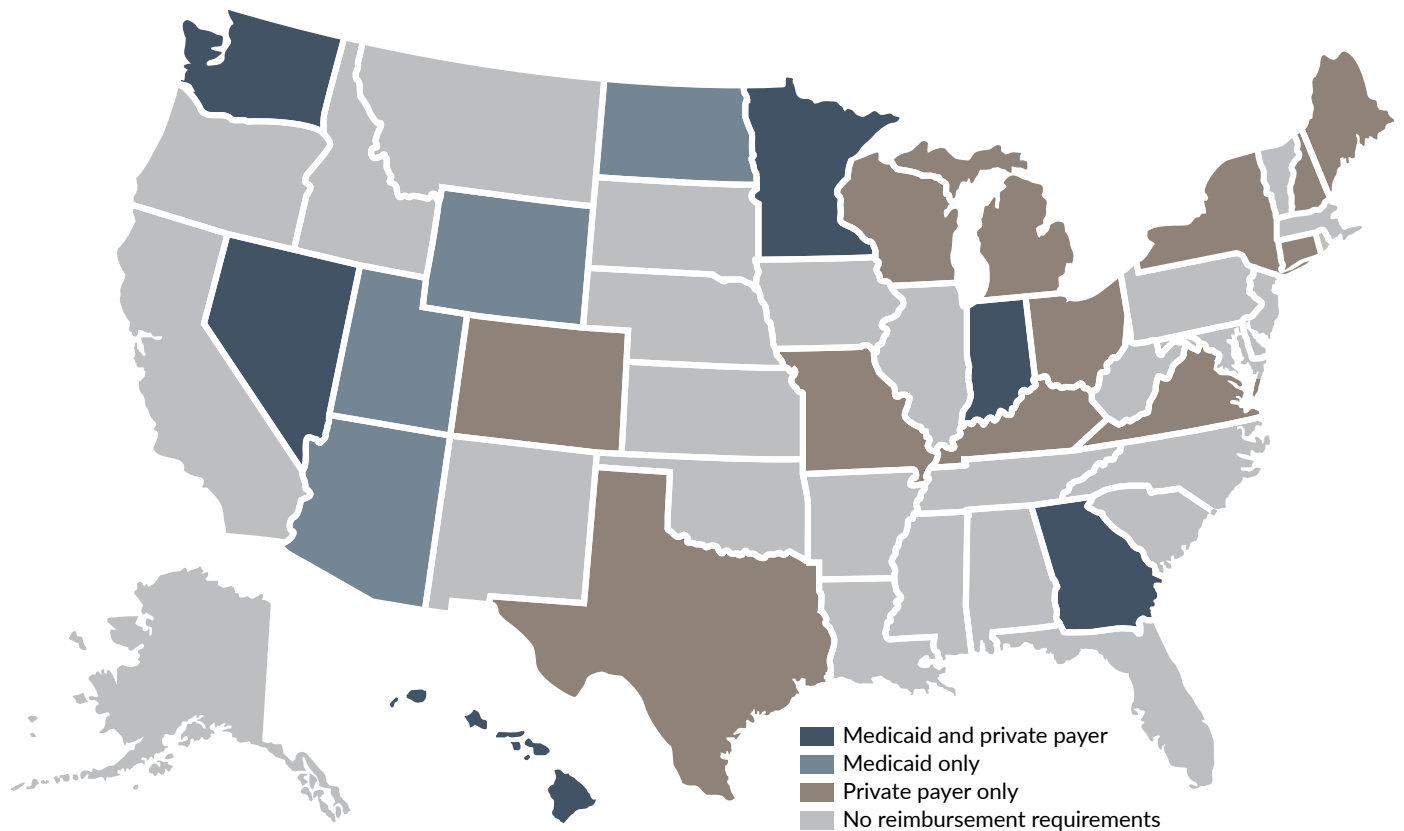 Medicaid and private payer
Medicaid only
Private payer only
No reimbursement requirements